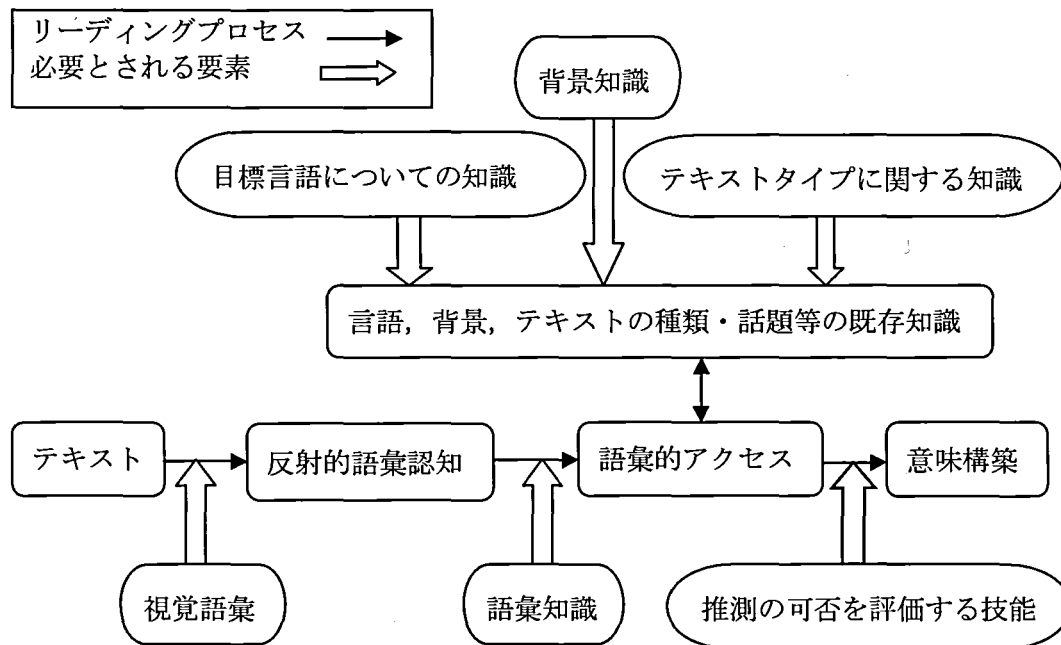 リーディングプロセス
必要とされる要素
背景知識
目標言語についての知識
テキストタイプに関する知識
言語，背景，テキストの種類・話題等の既存知識
テキスト
反射的語彙認知
語彙的アクセス
意味構築
視覚語彙
語彙知識
推測の可否を評価する技能